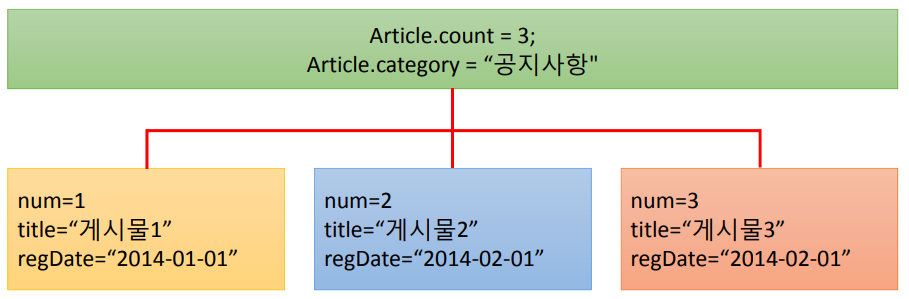 Article.count = 3;
Article.category = “공지사항"
num=1
title=“게시물1”
regDate=“2014-01-01”
num=2
title=“게시물2”
regDate=“2014-02-01”
num=3
title=“게시물3”
regDate=“2014-02-01”